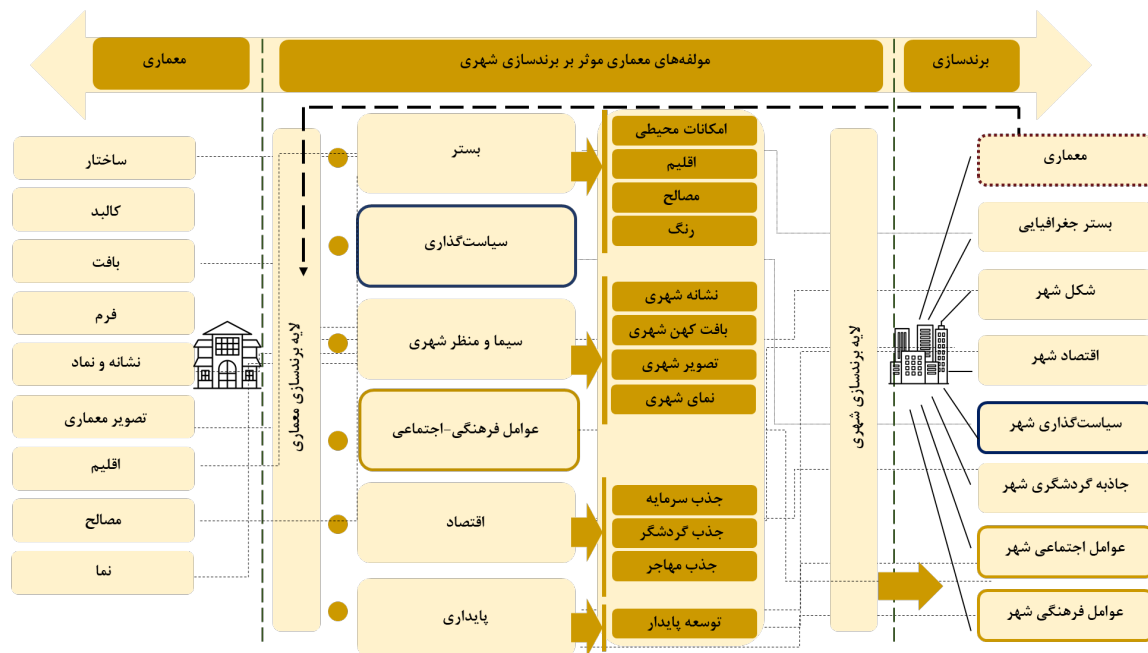 برندسازی
مولفه‌های معماری موثر بر برندسازی شهری
معماری
معماری
بستر جغرافیایی
شکل شهر
اقتصاد شهر
سیاست‌گذاری شهر
جاذبه گردشگری شهر
عوامل اجتماعی شهر
عوامل فرهنگی شهر
لایه برندسازی شهری
امکانات محیطی
اقلیم
مصالح
رنگ
نشانه شهری
بافت کهن شهری
تصویر شهری
نمای شهری
جذب سرمایه
جذب گردشگر
جذب مهاجر
توسعه پایدار
بستر
سیاست‌گذاری
سیما و منظر شهری
عوامل فرهنگی-اجتماعی
اقتصاد
پایداری
لایه برندسازی معماری
ساختار
کالبد
بافت
فرم
نشانه و نماد
تصویر معماری
اقلیم
مصالح
نما